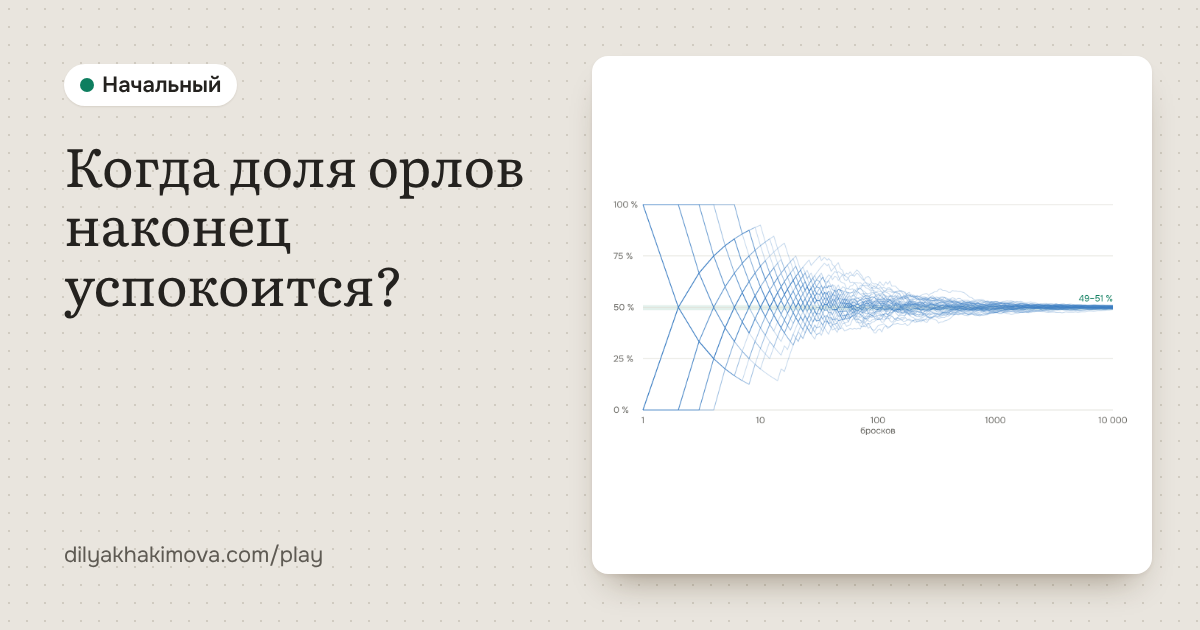 Начальный
Когда доля орлов
наконец
успокоится?
100 %
75 %
50 %
25 %
0 %
49–51 %
1
10
100
1000
10 000
бросков
dilyakhakimova.com/play